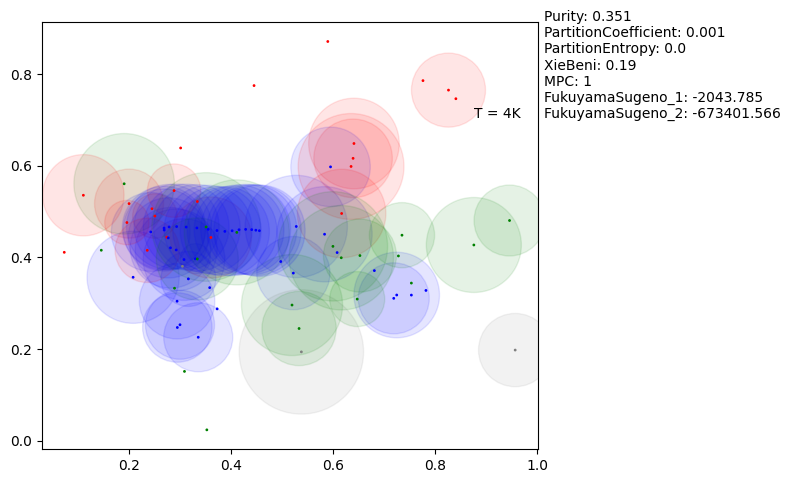 Purity: 0.351
PartitionCoefficient: 0.001
PartitionEntropy: 0.0
XieBeni: 0.19
MPC: 1
FukuyamaSugeno_1: -2043.785
FukuyamaSugeno_2: -673401.566
T = 4K
0.8
0.6
0.4
0.2
0.0
0.2 0.4 0.6 0.8 1.0